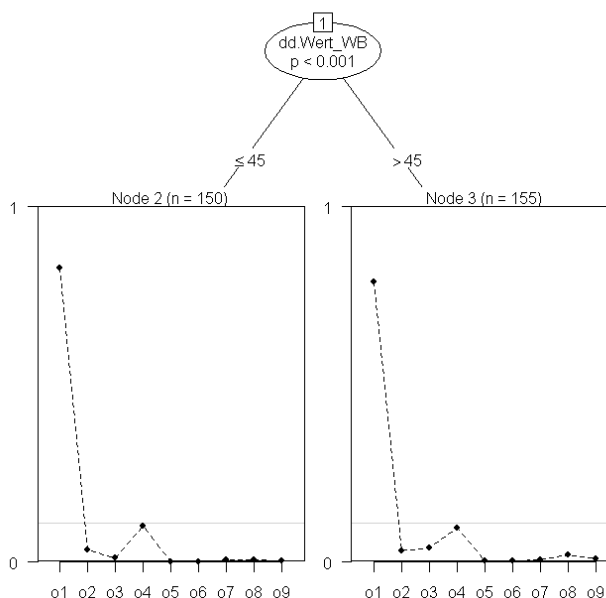 1
dd.Wert_WB
p < 0.001
≤ 45
> 45
Node 2 (n = 150)
Node 3 (n = 155)
1
0
o1 o2 o3 o4 o5 o6 o7 o8 o9
1
0
o1 o2 o3 o4 o5 o6 o7 o8 o9